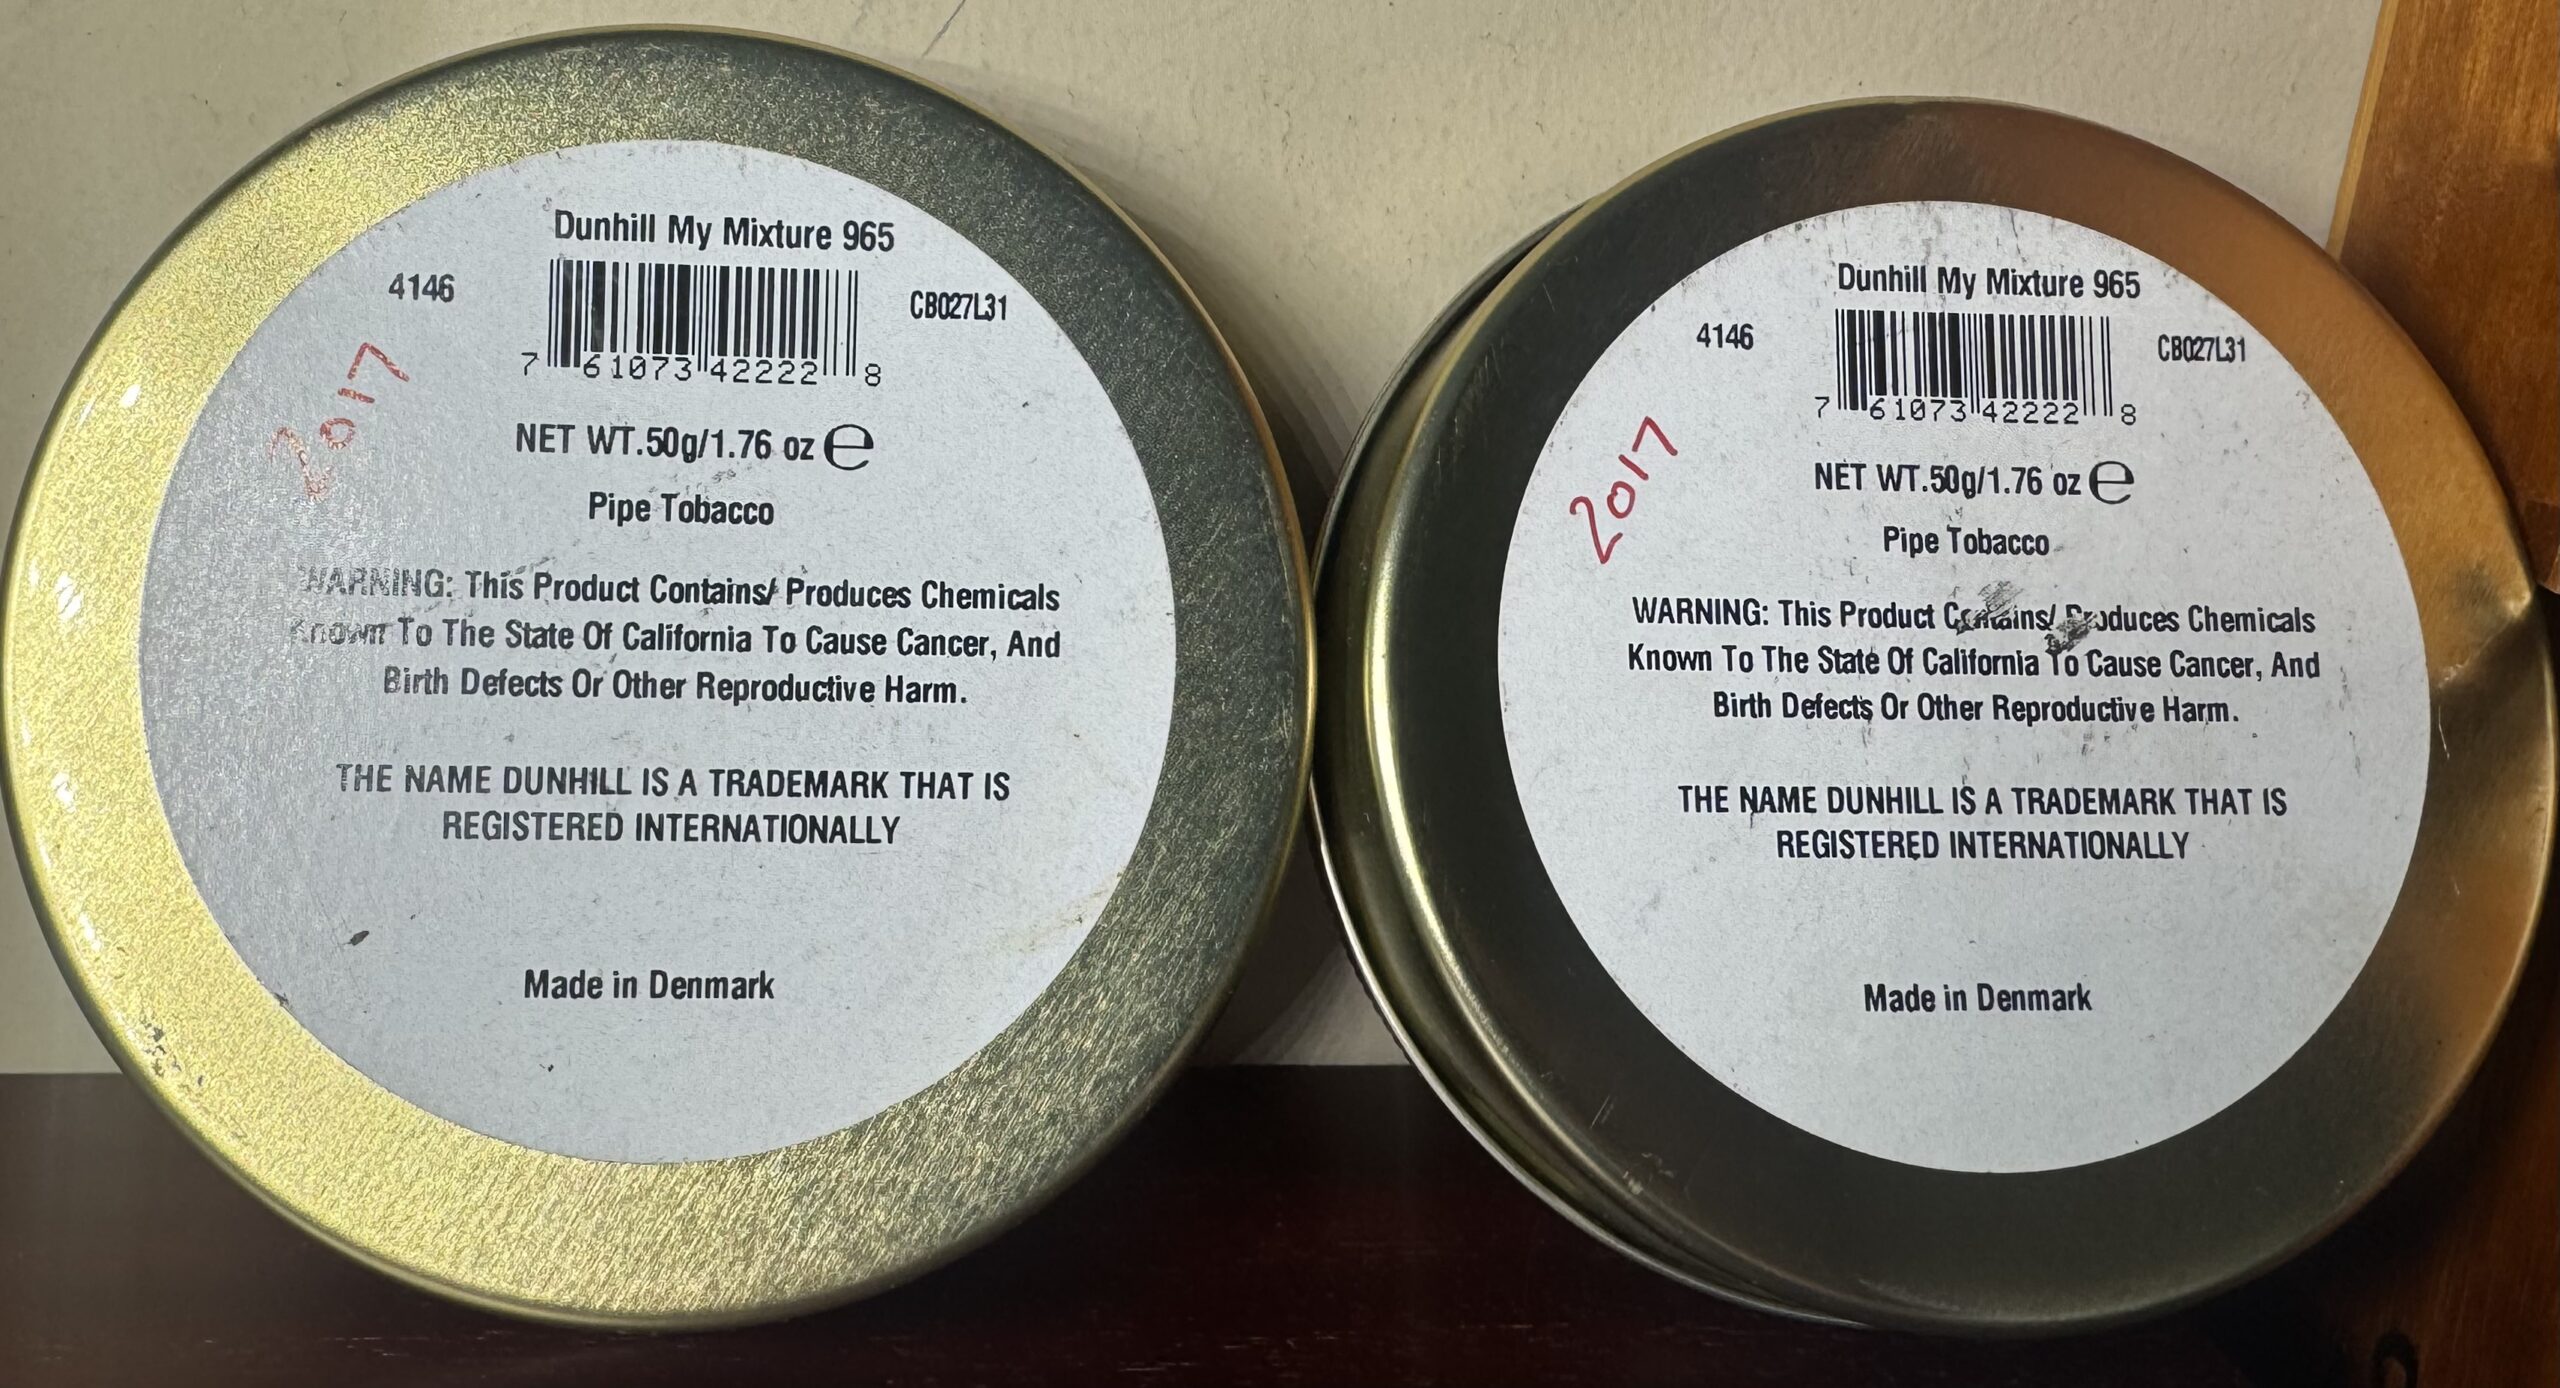 Dunhill My Mixture 965
4146
CB027L31
7 61073 42222 8
2017
NET WT.50g/1.76 oz ℮
Pipe Tobacco
WARNING: This Product Contains/ Produces Chemicals
Known To The State Of California To Cause Cancer, And
Birth Defects Or Other Reproductive Harm.
THE NAME DUNHILL IS A TRADEMARK THAT IS
REGISTERED INTERNATIONALLY
Made in Denmark
Dunhill My Mixture 965
4146
CB027L31
7 61073 42222 8
2017
NET WT.50g/1.76 oz ℮
Pipe Tobacco
WARNING: This Product Contains/ Produces Chemicals
Known To The State Of California To Cause Cancer, And
Birth Defects Or Other Reproductive Harm.
THE NAME DUNHILL IS A TRADEMARK THAT IS
REGISTERED INTERNATIONALLY
Made in Denmark